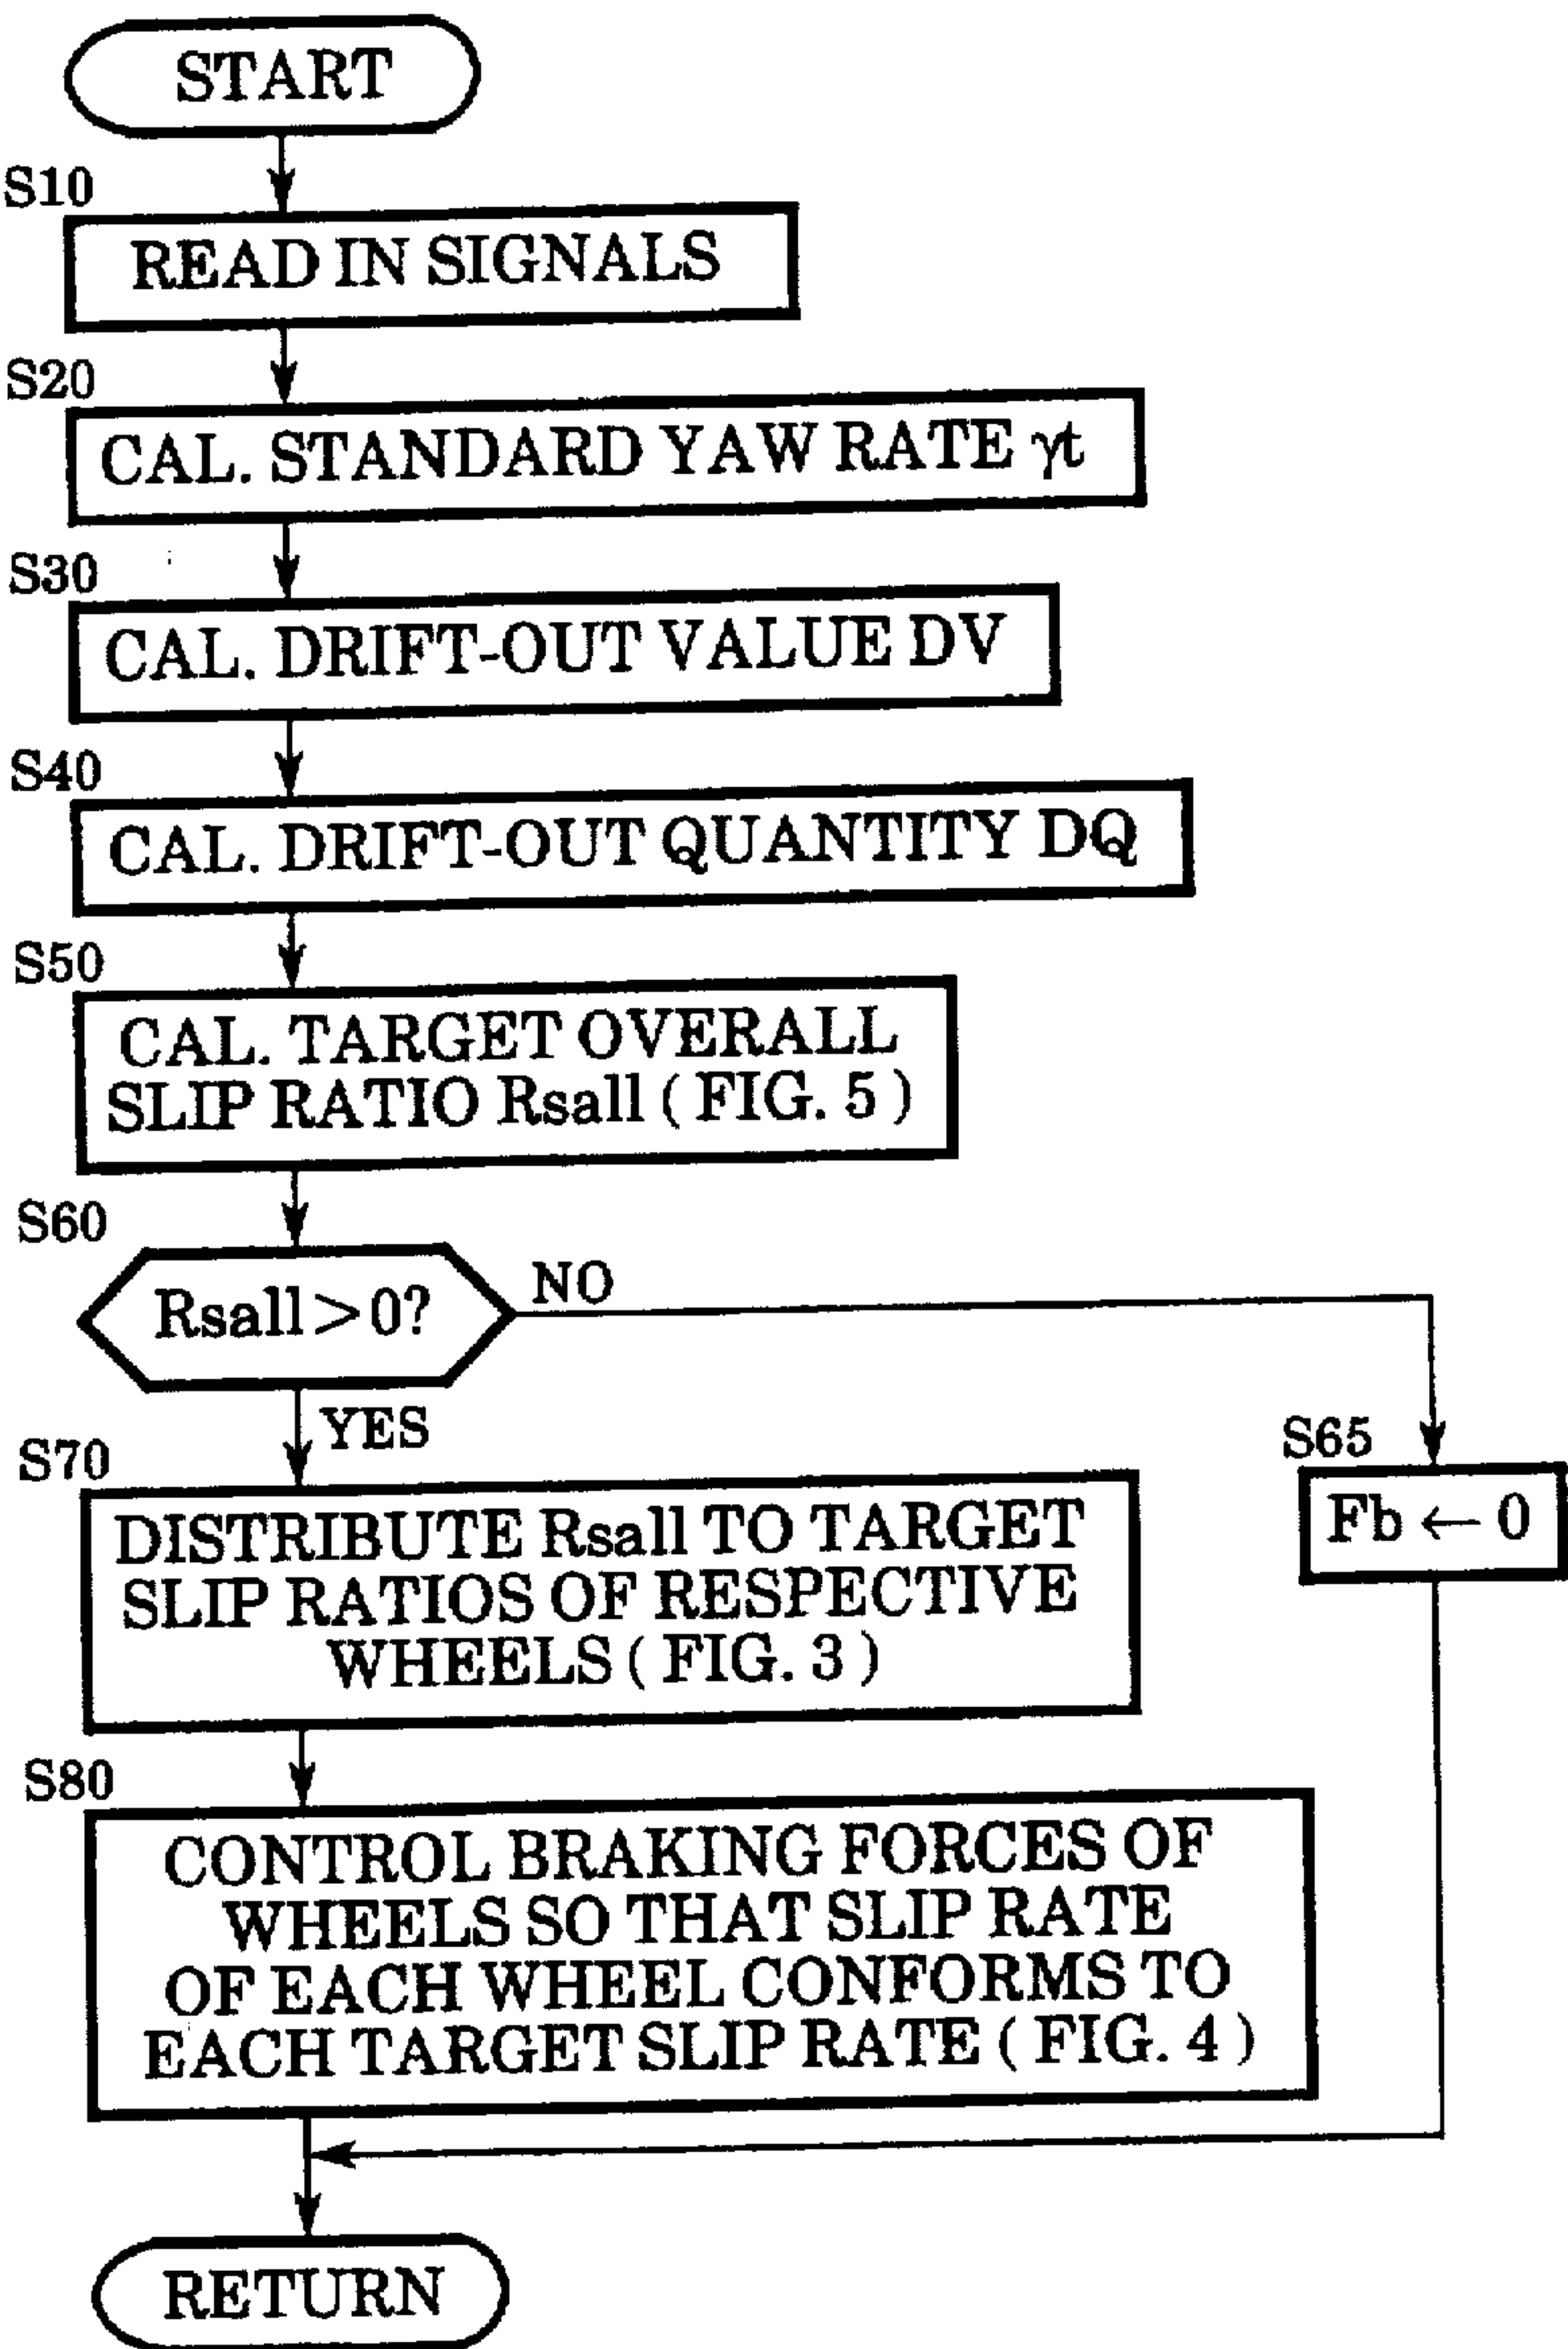 START
S10
READ IN SIGNALS
S20
CAL. STANDARD YAW RATE γt
S30
CAL. DRIFT-OUT VALUE DV
S40
CAL. DRIFT-OUT QUANTITY DQ
S50
CAL. TARGET OVERALL
SLIP RATIO Rsall ( FIG. 5 )
S60
Rsall > 0?
NO
YES
S65
Fb ← 0
S70
DISTRIBUTE Rsall TO TARGET
SLIP RATIOS OF RESPECTIVE
WHEELS ( FIG. 3 )
S80
CONTROL BRAKING FORCES OF
WHEELS SO THAT SLIP RATE
OF EACH WHEEL CONFORMS TO
EACH TARGET SLIP RATE ( FIG. 4 )
RETURN